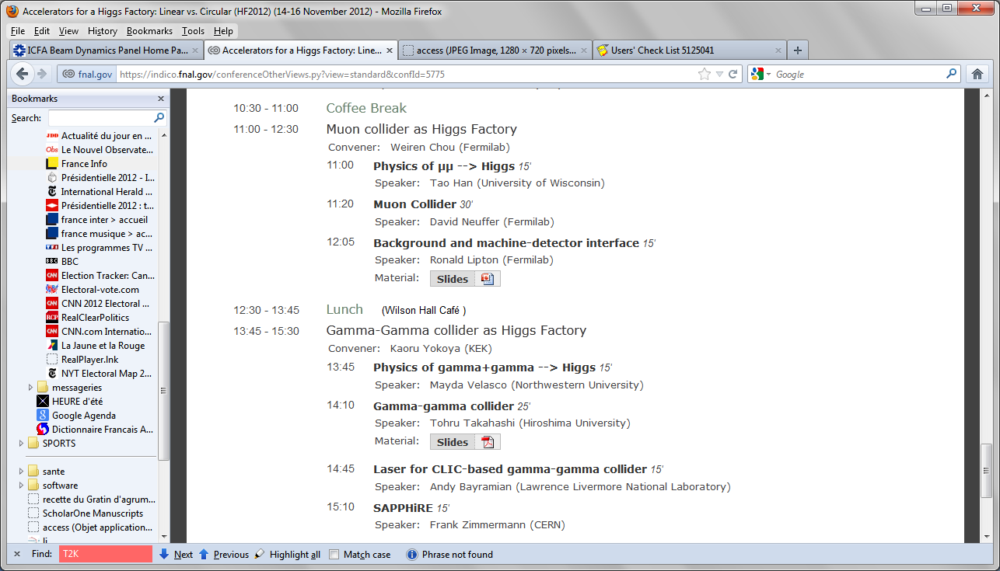 Accelerators for a Higgs Factory: Linear vs. Circular (HF2012) (14-16 November 2012) - Mozilla Firefox
File Edit View History Bookmarks Tools Help
ICFA Beam Dynamics Panel Home Pa... Accelerators for a Higgs Factory: Line... access (JPEG Image, 1280 × 720 pixels... Users' Check List 5125041
fnal.gov https://indico.fnal.gov/conferenceOtherViews.py?view=standard&confId=5775 Google
Bookmarks
Search:
JDD Actualité du jour en ...
Obs Le Nouvel Observate...
France Info
Présidentielle 2012 - I...
International Herald ...
Présidentielle 2012 : t...
france inter > accueil
france musique > ac...
TF1 Les programmes TV ...
BBC BBC
CNN Election Tracker: Can...
Electoral-vote.com
CNN CNN 2012 Electoral ...
RCP RealClearPolitics
CNN CNN.com Internatio...
La Jaune et la Rouge
RealPlayer.lnk
NYT Electoral Map 2...
messageries
HEURE d'été
Google Agenda
Dictionnaire Francais A...
SPORTS
sante
software
recette du Gratin d'agrum...
ScholarOne Manuscripts
access (Objet application...
10:30 - 11:00 Coffee Break
11:00 - 12:30 Muon collider as Higgs Factory
Convener: Weiren Chou (Fermilab)
11:00 Physics of μμ --> Higgs 15'
Speaker: Tao Han (University of Wisconsin)
11:20 Muon Collider 30'
Speaker: David Neuffer (Fermilab)
12:05 Background and machine-detector interface 15'
Speaker: Ronald Lipton (Fermilab)
Material: Slides
12:30 - 13:45 Lunch (Wilson Hall Café )
13:45 - 15:30 Gamma-Gamma collider as Higgs Factory
Convener: Kaoru Yokoya (KEK)
13:45 Physics of gamma+gamma --> Higgs 15'
Speaker: Mayda Velasco (Northwestern University)
14:10 Gamma-gamma collider 25'
Speaker: Tohru Takahashi (Hiroshima University)
Material: Slides
14:45 Laser for CLIC-based gamma-gamma collider 15'
Speaker: Andy Bayramian (Lawrence Livermore National Laboratory)
15:10 SAPPHiRE 15'
Speaker: Frank Zimmermann (CERN)
Find: T2K Next Previous Highlight all Match case Phrase not found